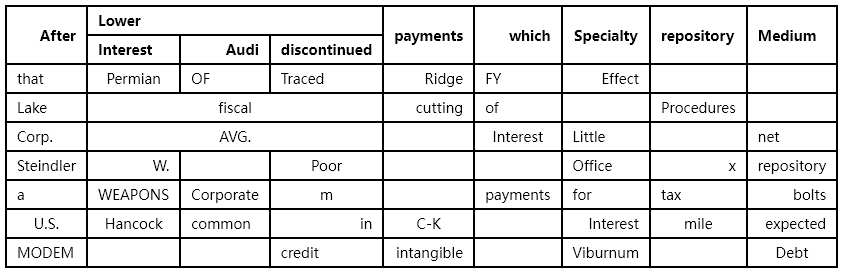 After Lower payments which Specialty repository Medium
Interest Audi discontinued
that Permian OF Traced Ridge FY Effect
Lake fiscal cutting of Procedures
Corp. AVG. Interest Little net
Steindler W. Poor Office x repository
a WEAPONS Corporate m payments for tax bolts
U.S. Hancock common in C-K Interest mile expected
MODEM credit intangible Viburnum Debt